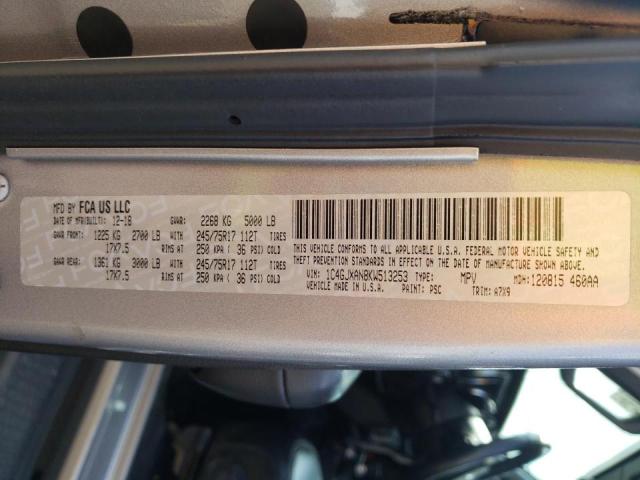 MFD BY FCA US LLC
DATE OF MFR(BUILT): 12-18 GVWR: 2268 KG 5000 LB
GAWR FRONT: 1225 KG 2700 LB WITH 245/75R17 112T TIRES
17X7.5 RIMS AT 250 KPA ( 36 PSI) COLD
GAWR REAR: 1361 KG 3000 LB WITH 245/75R17 112T TIRES
17X7.5 RIMS AT 250 KPA ( 36 PSI) COLD
THIS VEHICLE CONFORMS TO ALL APPLICABLE U.S.A. FEDERAL MOTOR VEHICLE SAFETY AND
THEFT PREVENTION STANDARDS IN EFFECT ON THE DATE OF MANUFACTURE SHOWN ABOVE.
VIN: 1C4GJXAN8KW513253 TYPE: MPV MDH: 120815 460AA
VEHICLE MADE IN U.S.A. PAINT: PSC TRIM: A7X9